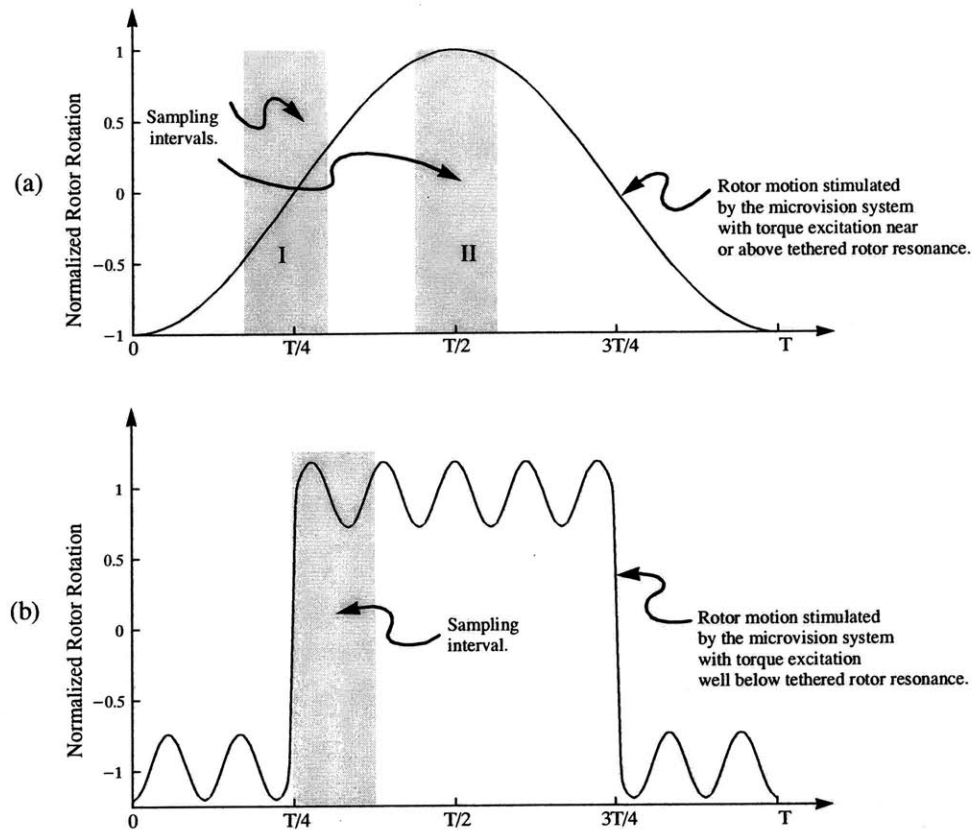 (a)
Normalized Rotor Rotation
1
0.5
0
−0.5
−1
Sampling
intervals.
I
II
Rotor motion stimulated
by the microvision system
with torque excitation near
or above tethered rotor resonance.
0
T/4
T/2
3T/4
T
(b)
Normalized Rotor Rotation
1
0.5
0
−0.5
−1
Sampling
interval.
Rotor motion stimulated
by the microvision system
with torque excitation
well below tethered rotor resonance.
0
T/4
T/2
3T/4
T